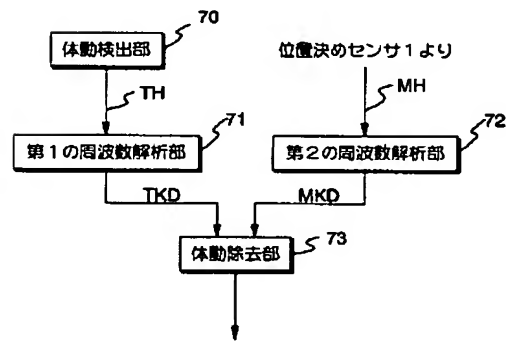 70
体動検出部
位置決めセンサ1より
TH
MH
71
72
第1の周波数解析部
第2の周波数解析部
TKD
MKD
73
体動除去部